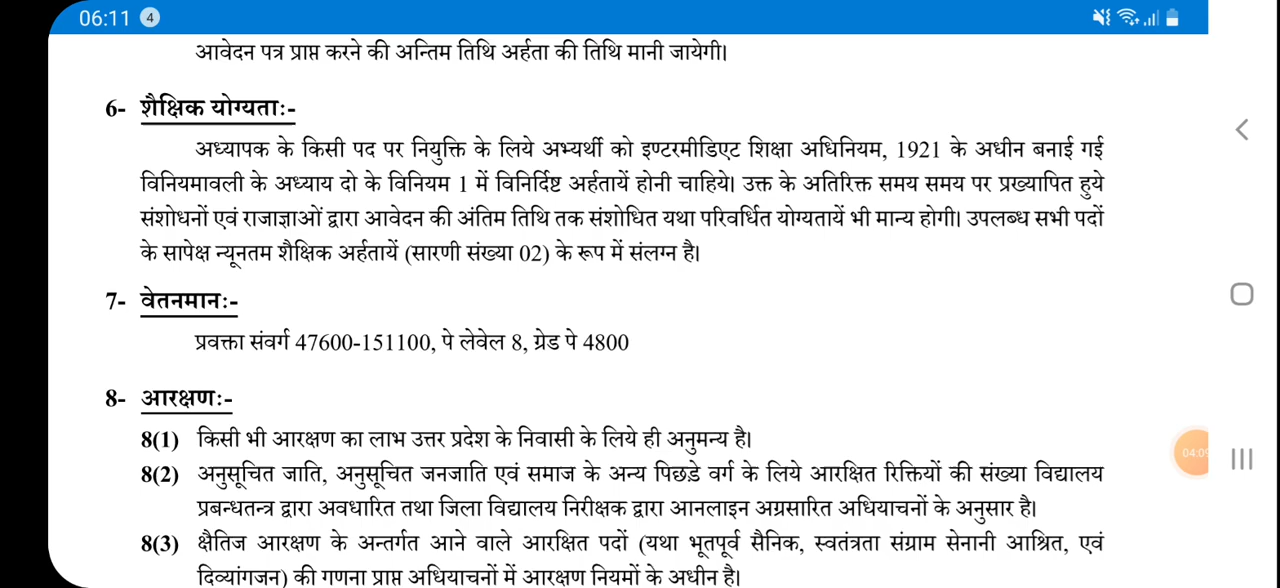 06:11 4
आवेदन पत्र प्राप्त करने की अन्तिम तिथि अर्हता की तिथि मानी जायेगी।
6- शैक्षिक योग्यताः-
अध्यापक के किसी पद पर नियुक्ति के लिये अभ्यर्थी को इण्टरमीडिएट शिक्षा अधिनियम, 1921 के अधीन बनाई गई
विनियमावली के अध्याय दो के विनियम 1 में विनिर्दिष्ट अर्हतायें होनी चाहिये। उक्त के अतिरिक्त समय समय पर प्रख्यापित हुये
संशोधनों एवं राजाज्ञाओं द्वारा आवेदन की अंतिम तिथि तक संशोधित यथा परिवर्धित योग्यतायें भी मान्य होगी। उपलब्ध सभी पदों
के सापेक्ष न्यूनतम शैक्षिक अर्हतायें (सारणी संख्या 02) के रूप में संलग्न है।
7- वेतनमानः-
प्रवक्ता संवर्ग 47600-151100, पे लेवेल 8, ग्रेड पे 4800
8- आरक्षणः-
8(1) किसी भी आरक्षण का लाभ उत्तर प्रदेश के निवासी के लिये ही अनुमन्य है।
8(2) अनुसूचित जाति, अनुसूचित जनजाति एवं समाज के अन्य पिछड़े वर्ग के लिये आरक्षित रिक्तियों की संख्या विद्यालय
प्रबन्धतन्त्र द्वारा अवधारित तथा जिला विद्यालय निरीक्षक द्वारा आनलाइन अग्रसारित अधियाचनों के अनुसार है।
04:09
8(3) क्षैतिज आरक्षण के अन्तर्गत आने वाले आरक्षित पदों (यथा भूतपूर्व सैनिक, स्वतंत्रता संग्राम सेनानी आश्रित, एवं
दिव्यांगजन) की गणना प्राप्त अधियाचनों में आरक्षण नियमों के अधीन है।